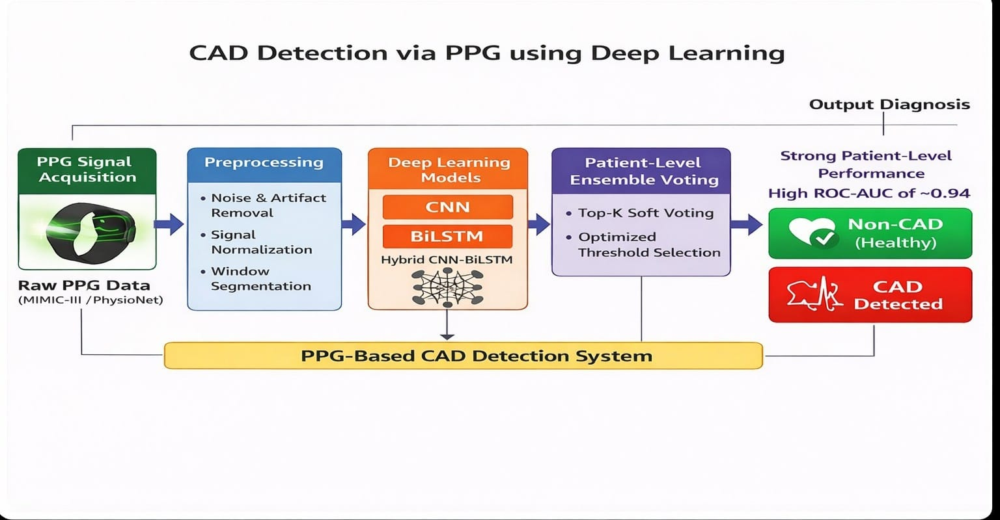 CAD Detection via PPG using Deep Learning
Output Diagnosis
PPG Signal
Acquisition
Raw PPG Data
(MIMIC-III / PhysioNet)
Preprocessing
• Noise & Artifact
Removal
• Signal
Normalization
• Window
Segmentation
Deep Learning
Models
CNN
BiLSTM
Hybrid CNN-BiLSTM
Patient-Level
Ensemble Voting
• Top-K Soft Voting
• Optimized
Threshold Selection
Strong Patient-Level
Performance
High ROC-AUC of ~0.94
Non-CAD
(Healthy)
CAD
Detected
PPG-Based CAD Detection System